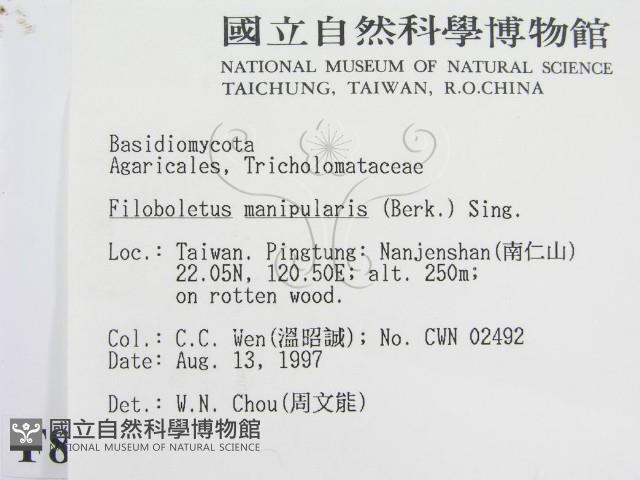 國立自然科學博物館
NATIONAL MUSEUM OF NATURAL SCIENCE
TAICHUNG, TAIWAN, R.O.CHINA
Basidiomycota
Agaricales, Tricholomataceae
Filoboletus manipularis (Berk.) Sing.
Loc.: Taiwan. Pingtung: Nanjenshan(南仁山)
22.05N, 120.50E; alt. 250m;
on rotten wood.
Col.: C.C. Wen(溫昭誠); No. CWN 02492
Date: Aug. 13, 1997
Det.: W.N. Chou(周文能)
國立自然科學博物館
NATIONAL MUSEUM OF NATURAL SCIENCE